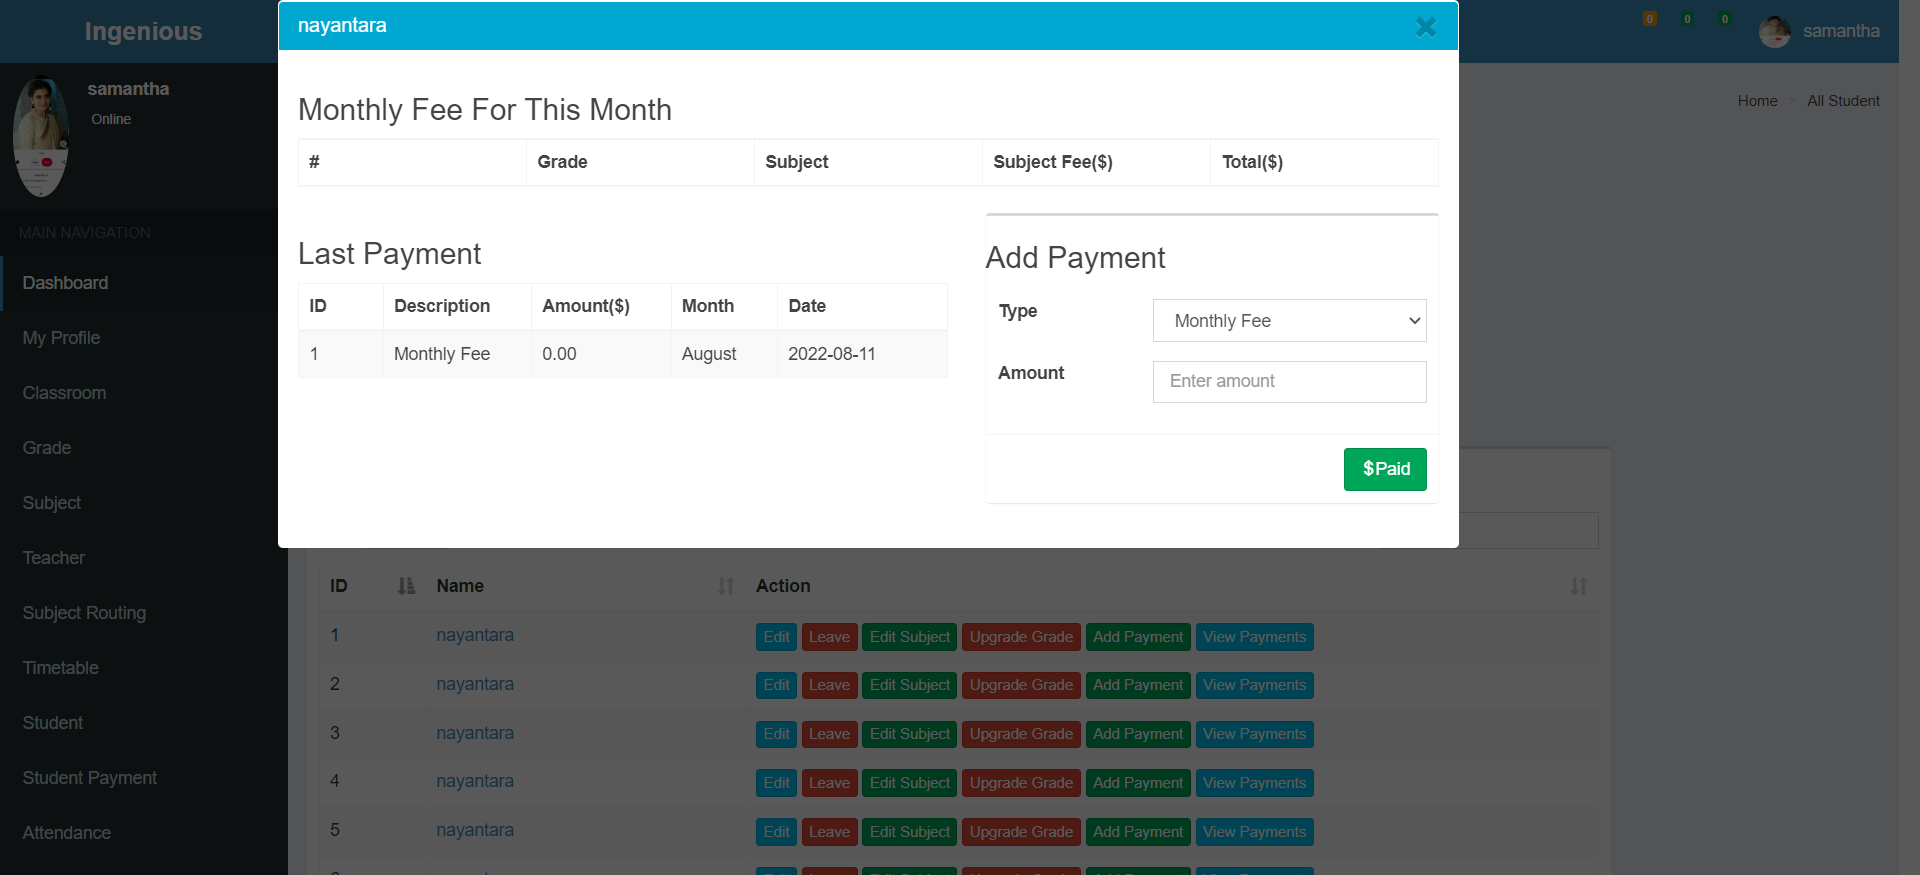 Ingenious
samantha
Online
MAIN NAVIGATION
Dashboard
My Profile
Classroom
Grade
Subject
Teacher
Subject Routing
Timetable
Student
Student Payment
Attendance
nayantara
Monthly Fee For This Month
# Grade Subject Subject Fee($) Total($)
Last Payment
ID Description Amount($) Month Date
1 Monthly Fee 0.00 August 2022-08-11
Add Payment
Type Monthly Fee
Amount Enter amount
$Paid
0 0 0 samantha
Home > All Student
ID Name Action
1 nayantara Edit Leave Edit Subject Upgrade Grade Add Payment View Payments
2 nayantara Edit Leave Edit Subject Upgrade Grade Add Payment View Payments
3 nayantara Edit Leave Edit Subject Upgrade Grade Add Payment View Payments
4 nayantara Edit Leave Edit Subject Upgrade Grade Add Payment View Payments
5 nayantara Edit Leave Edit Subject Upgrade Grade Add Payment View Payments